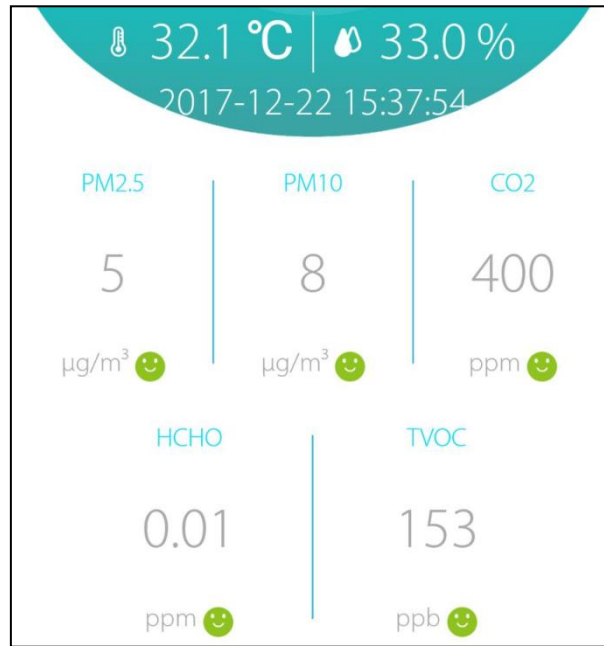 32.1 ℃ 33.0 %
2017-12-22 15:37:54
PM2.5 PM10 CO2
5 8 400
µg/m³ µg/m³ ppm
HCHO TVOC
0.01 153
ppm ppb